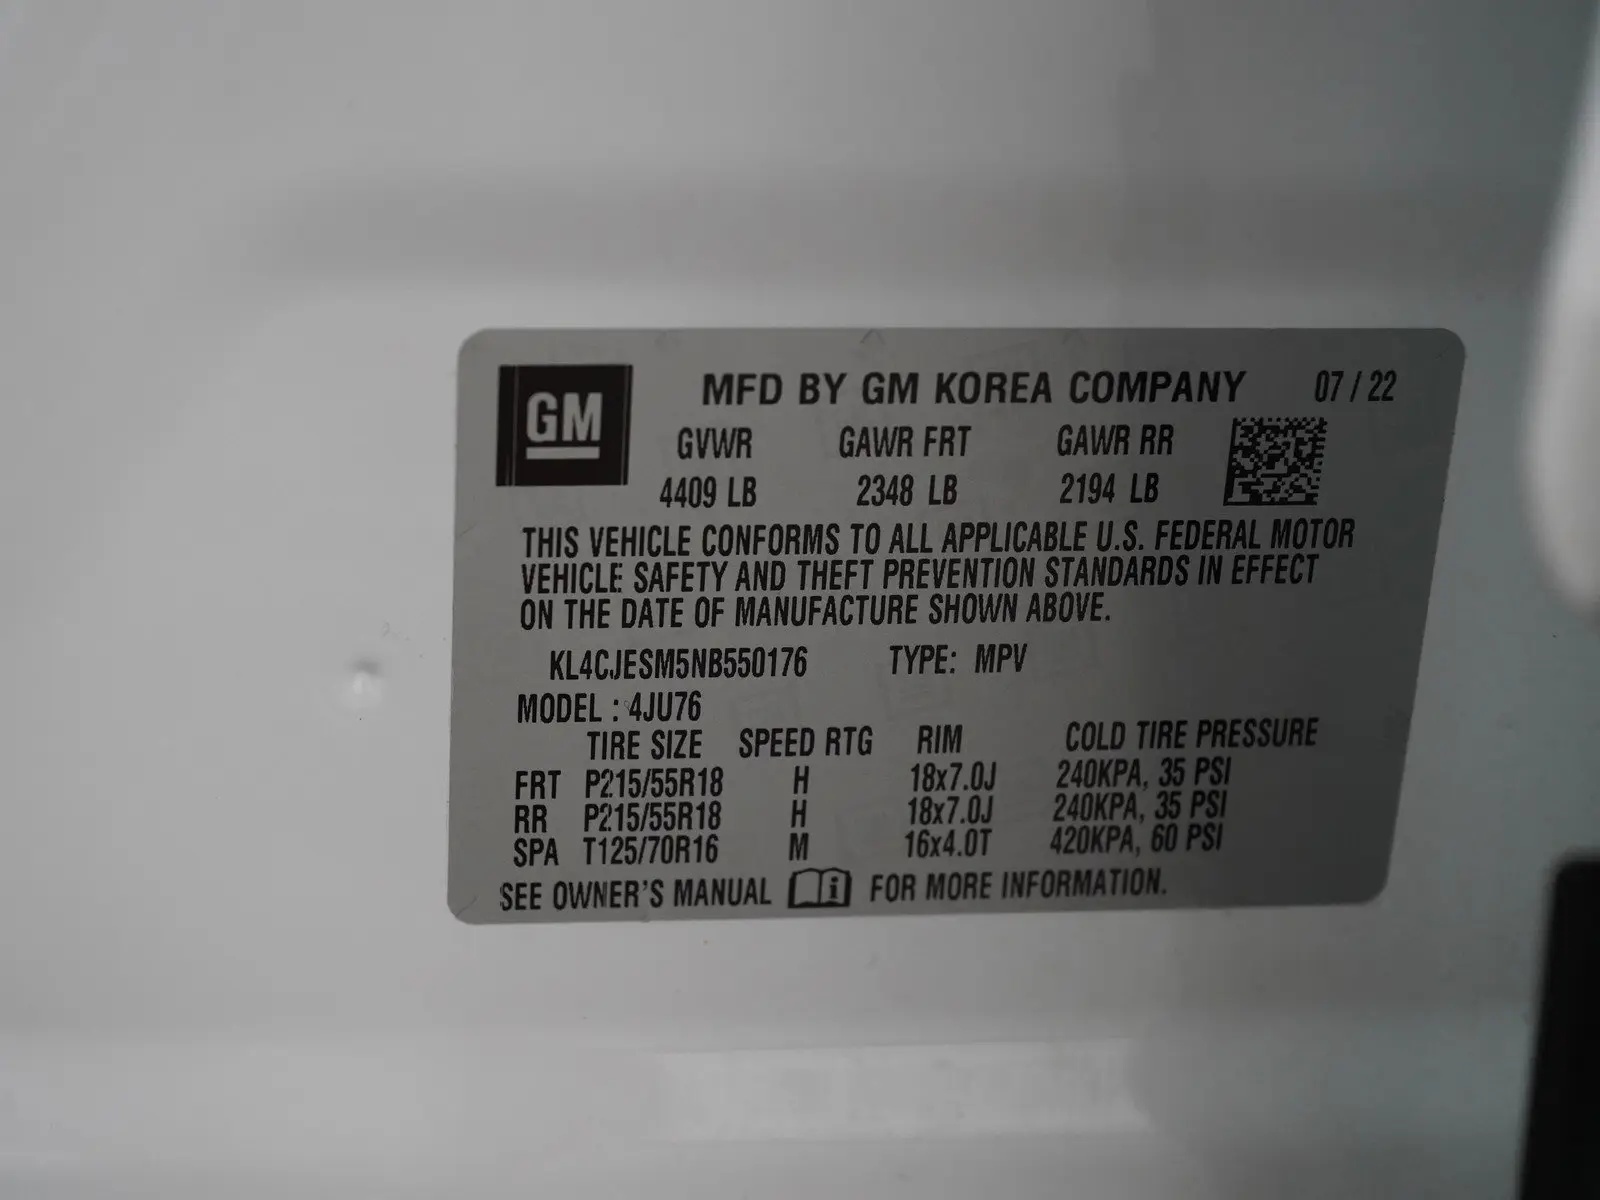 GM
MFD BY GM KOREA COMPANY 07 / 22
GVWR GAWR FRT GAWR RR
4409 LB 2348 LB 2194 LB
THIS VEHICLE CONFORMS TO ALL APPLICABLE U.S. FEDERAL MOTOR
VEHICLE SAFETY AND THEFT PREVENTION STANDARDS IN EFFECT
ON THE DATE OF MANUFACTURE SHOWN ABOVE.
KL4CJESM5NB550176 TYPE: MPV
MODEL : 4JU76
TIRE SIZE SPEED RTG RIM COLD TIRE PRESSURE
FRT P215/55R18 H 18x7.0J 240KPA, 35 PSI
RR P215/55R18 H 18x7.0J 240KPA, 35 PSI
SPA T125/70R16 M 16x4.0T 420KPA, 60 PSI
SEE OWNER'S MANUAL i FOR MORE INFORMATION.